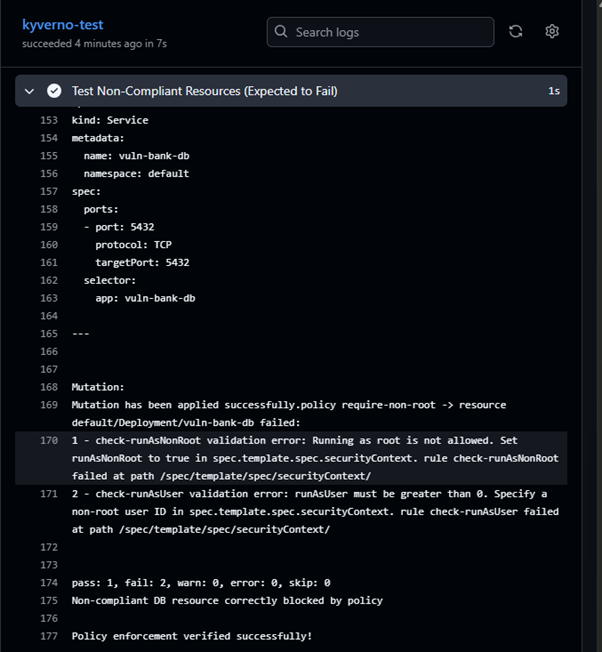 kyverno-test
succeeded 4 minutes ago in 7s
Search logs
Test Non-Compliant Resources (Expected to Fail)
1s
153 kind: Service
154 metadata:
155   name: vuln-bank-db
156   namespace: default
157 spec:
158   ports:
159   - port: 5432
160     protocol: TCP
161     targetPort: 5432
162   selector:
163     app: vuln-bank-db
164
165 ---
166
167
168 Mutation:
169 Mutation has been applied successfully.policy require-non-root -> resource
default/Deployment/vuln-bank-db failed:
170 1 - check-runAsNonRoot validation error: Running as root is not allowed. Set
runAsNonRoot to true in spec.template.spec.securityContext. rule check-runAsNonRoot
failed at path /spec/template/spec/securityContext/
171 2 - check-runAsUser validation error: runAsUser must be greater than 0. Specify a
non-root user ID in spec.template.spec.securityContext. rule check-runAsUser failed
at path /spec/template/spec/securityContext/
172
173
174 pass: 1, fail: 2, warn: 0, error: 0, skip: 0
175 Non-compliant DB resource correctly blocked by policy
176
177 Policy enforcement verified successfully!